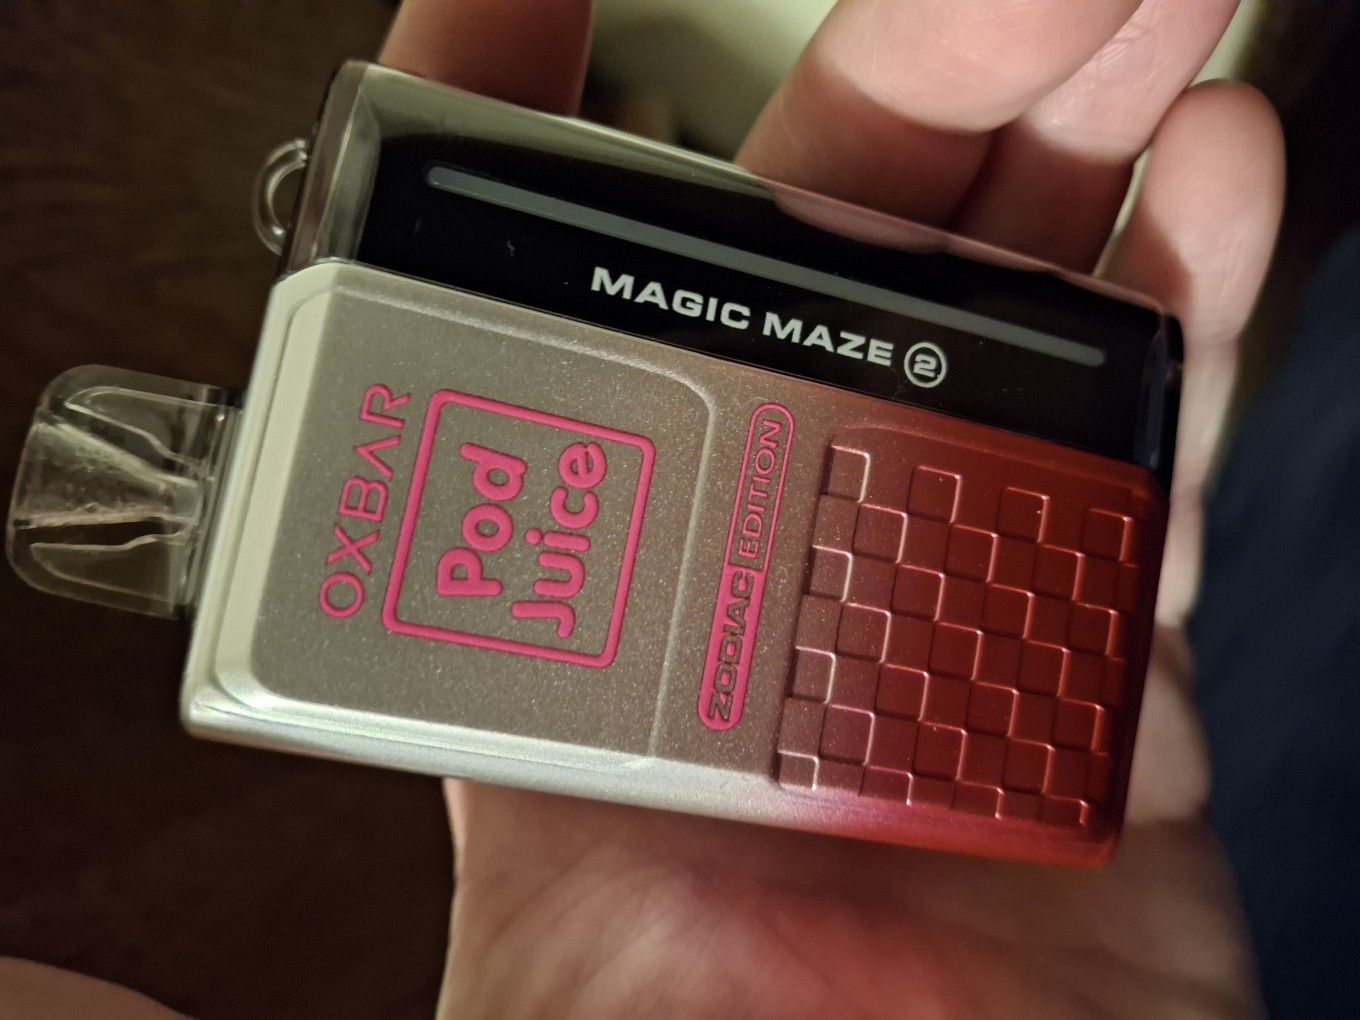 MAGIC MAZE 2
OXBAR
Pod
Juice
ZODIAC EDITION